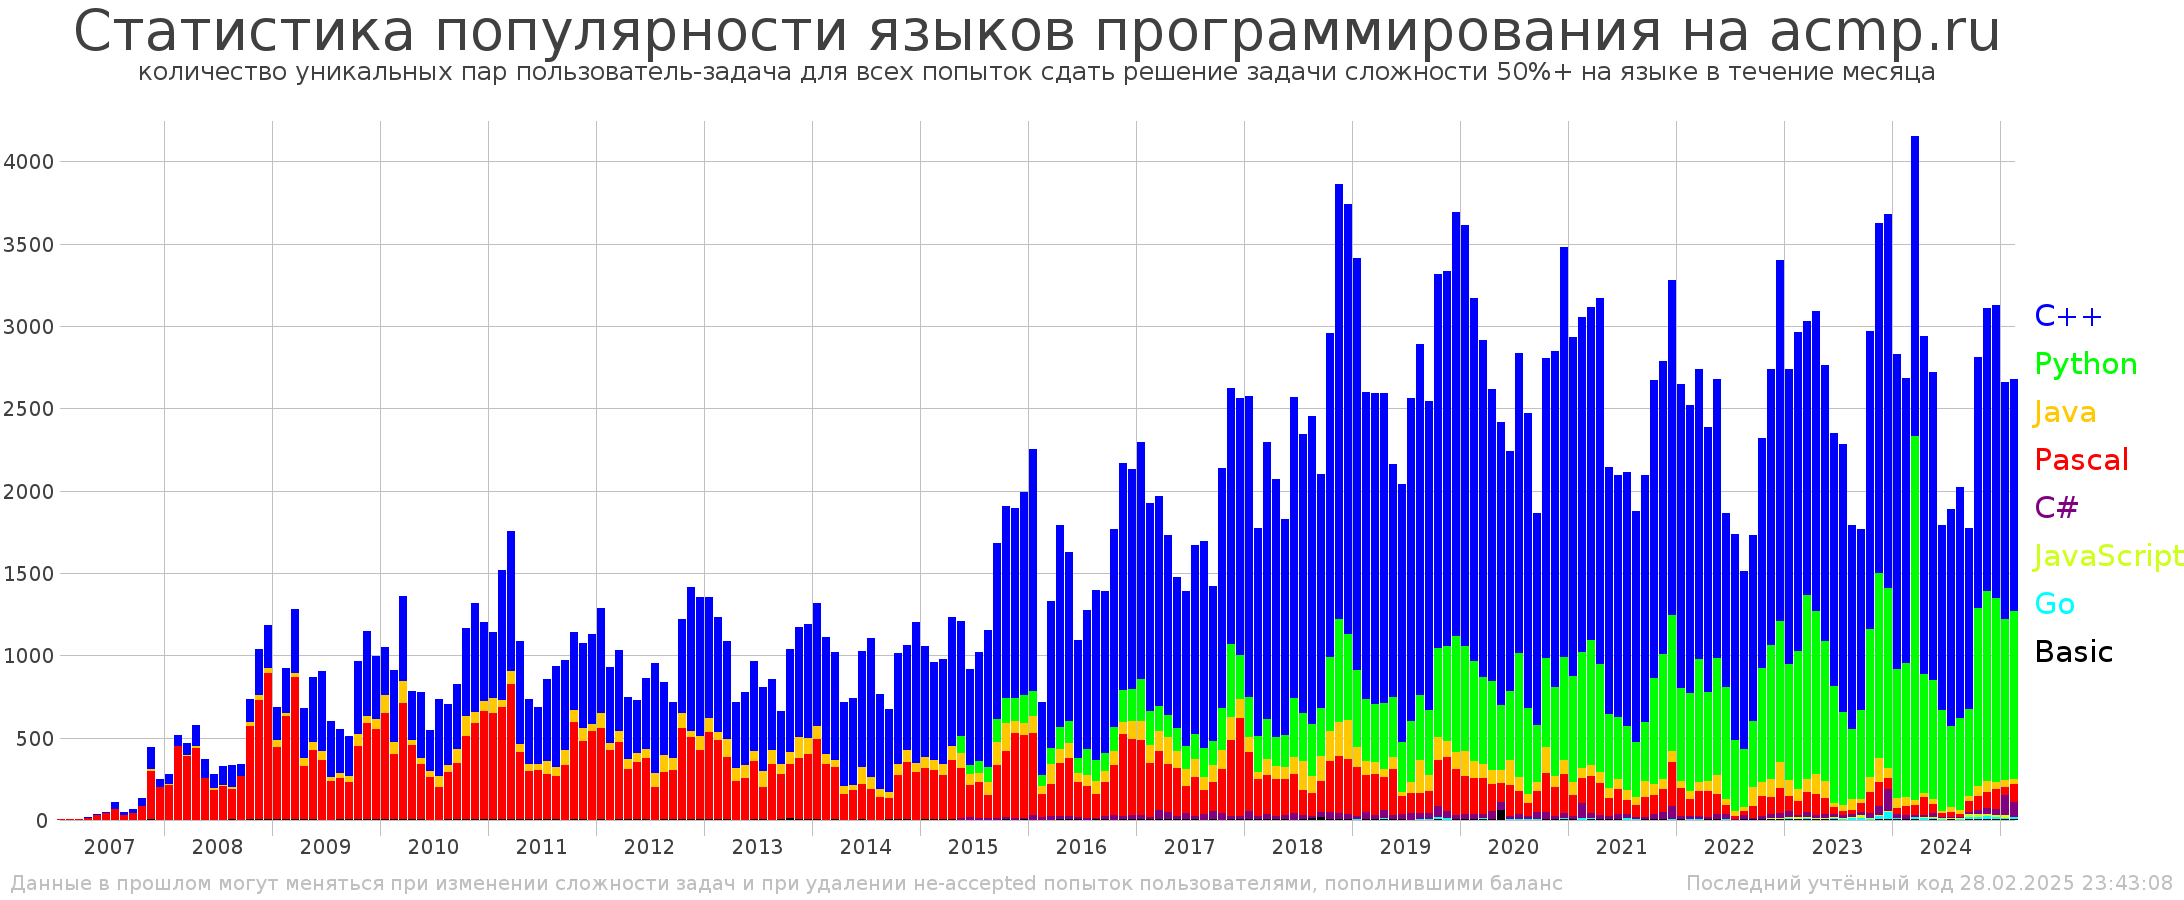 Статистика популярности языков программирования на acmp.ru
количество уникальных пар пользователь-задача для всех попыток сдать решение задачи сложности 50%+ на языке в течение месяца
4000
3500
3000
2500
2000
1500
1000
500
0
C++
Python
Java
Pascal
C#
JavaScript
Go
Basic
2007 2008 2009 2010 2011 2012 2013 2014 2015 2016 2017 2018 2019 2020 2021 2022 2023 2024
Данные в прошлом могут меняться при изменении сложности задач и при удалении не-accepted попыток пользователями, пополнившими баланс
Последний учтённый код 28.02.2025 23:43:08